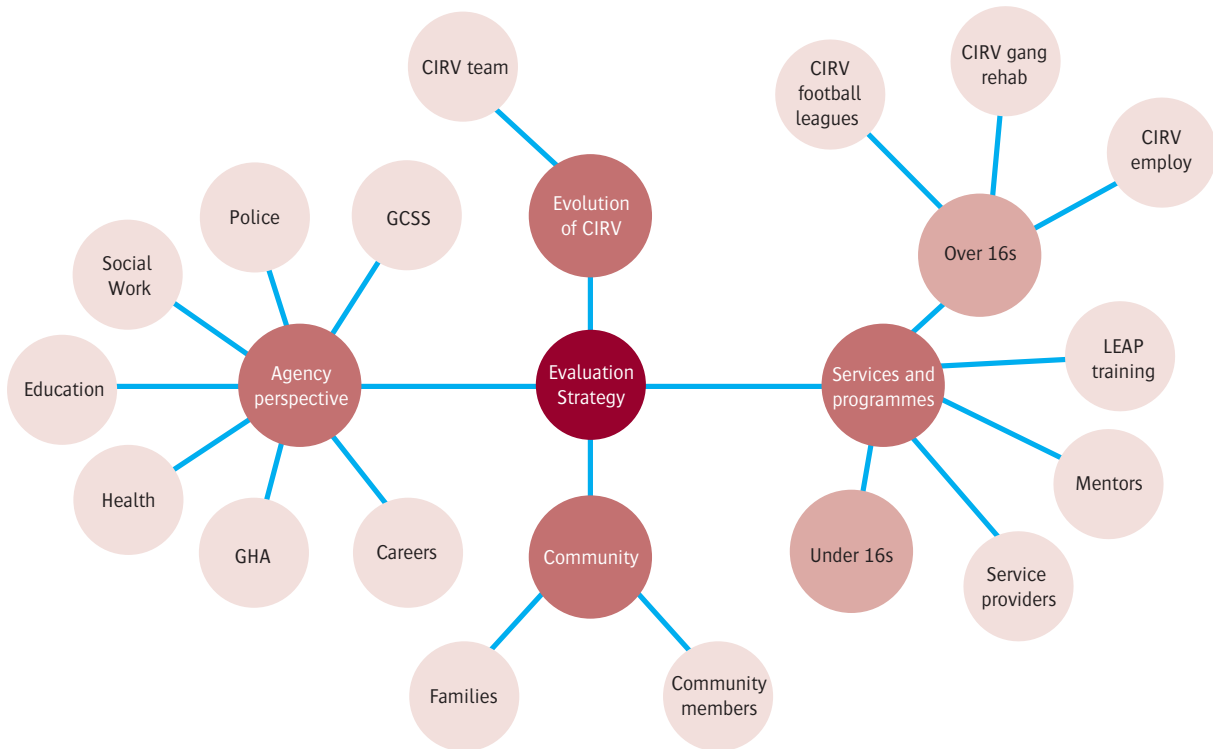 CIRV team
CIRV
football
leagues
CIRV gang
rehab
CIRV
employ
Evolution
of CIRV
Police
GCSS
Social
Work
Over 16s
Education
Agency
perspective
Evaluation
Strategy
Services and
programmes
LEAP
training
Health
GHA
Careers
Community
Under 16s
Mentors
Service
providers
Families
Community
members